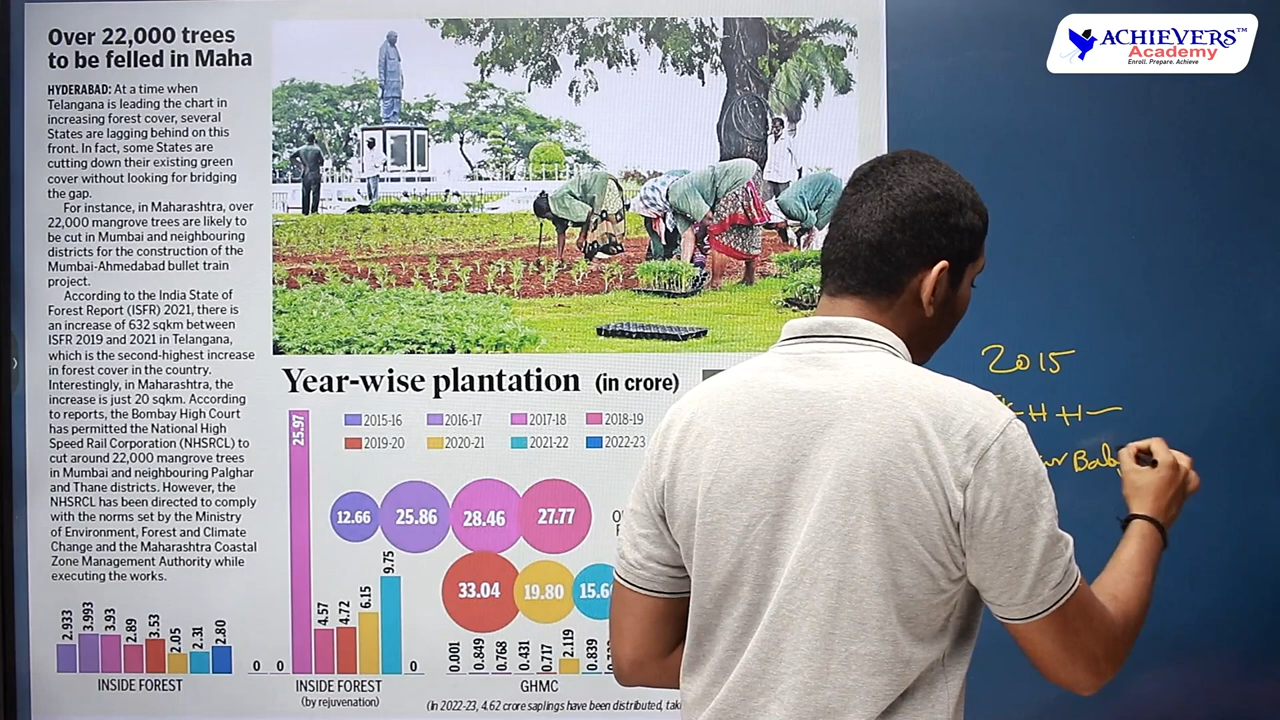 Over 22,000 trees
to be felled in Maha
HYDERABAD: At a time when
Telangana is leading the chart in
increasing forest cover, several
States are lagging behind on this
front. In fact, some States are
cutting down their existing green
cover without looking for bridging
the gap.
For instance, in Maharashtra, over
22,000 mangrove trees are likely to
be cut in Mumbai and neighbouring
districts for the construction of the
Mumbai-Ahmedabad bullet train
project.
According to the India State of
Forest Report (ISFR) 2021, there is
an increase of 632 sqkm between
ISFR 2019 and 2021 in Telangana,
which is the second-highest increase
in forest cover in the country.
Interestingly, in Maharashtra, the
increase is just 20 sqkm. According
to reports, the Bombay High Court
has permitted the National High
Speed Rail Corporation (NHSRCL) to
cut around 22,000 mangrove trees
in Mumbai and neighbouring Palghar
and Thane districts. However, the
NHSRCL has been directed to comply
with the norms set by the Ministry
of Environment, Forest and Climate
Change and the Maharashtra Coastal
Zone Management Authority while
executing the works.
Year-wise plantation (in crore)
2015-16 2016-17 2017-18 2018-19
2019-20 2020-21 2021-22 2022-23
12.66 25.86 28.46 27.77
33.04 19.80
2.933 3.993 3.93 2.89 3.53 2.05 2.31 2.80
INSIDE FOREST
0 0 25.97 4.57 4.72 6.15 9.75 0
INSIDE FOREST
(by rejuvenation)
0.001 0.849 0.768 0.431 0.717 2.119 0.839
GHMC
(In 2022-23, 4.62 crore saplings have been distributed,
ACHIEVERS™
Academy
Enroll. Prepare. Achieve
2015